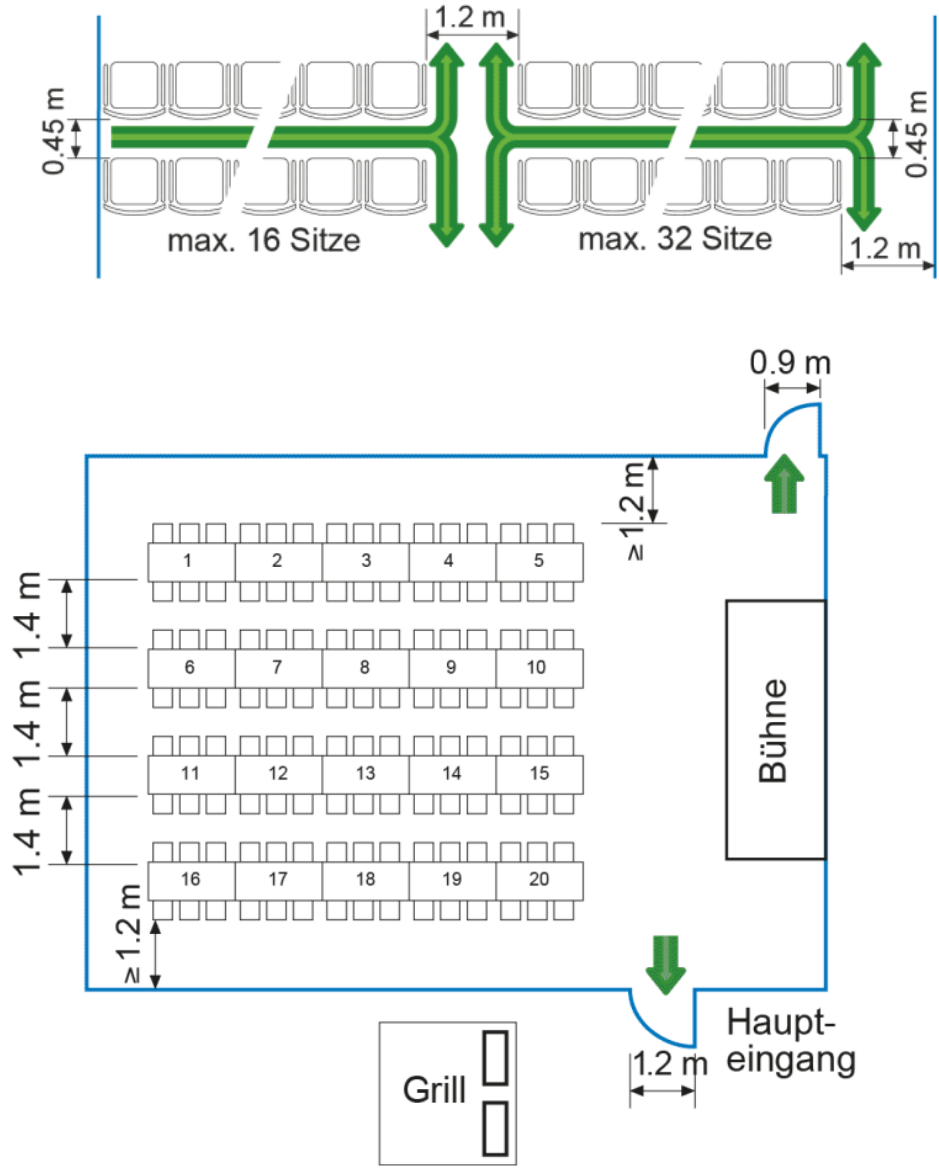 1.2 m
0.45 m
0.45 m
max. 16 Sitze
max. 32 Sitze
1.2 m
0.9 m
≥1.2 m
1 2 3 4 5
1.4 m
6 7 8 9 10
1.4 m
Bühne
11 12 13 14 15
1.4 m
16 17 18 19 20
≥1.2 m
Haupt-
eingang
1.2 m
Grill